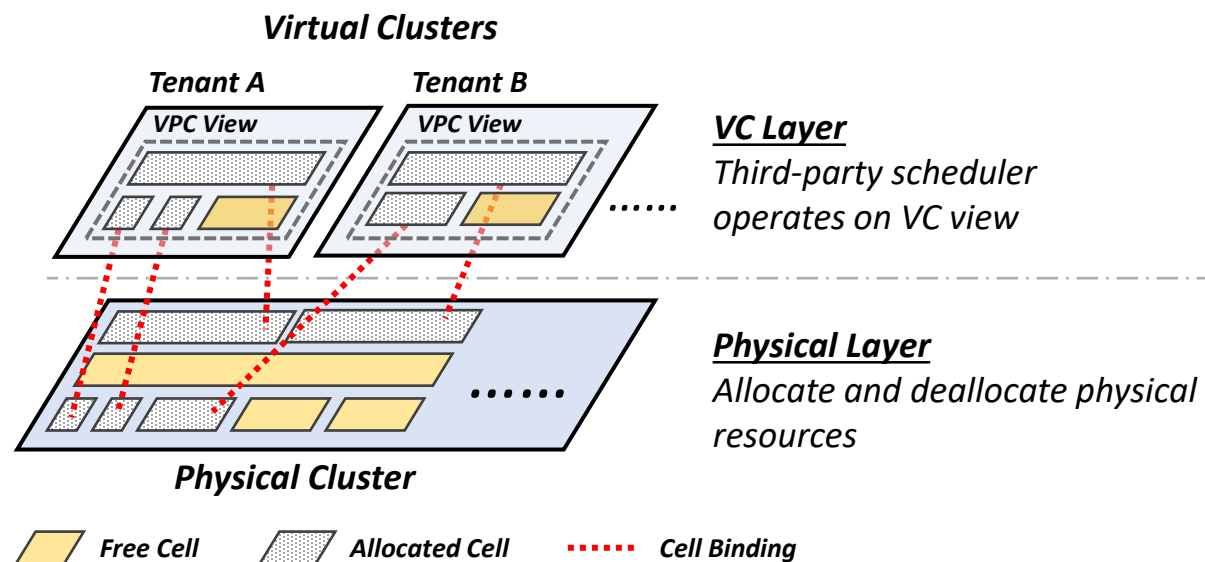 Virtual Clusters
Tenant A
Tenant B
VPC View
VPC View
......
VC Layer
Third-party scheduler
operates on VC view
......
Physical Layer
Allocate and deallocate physical
resources
Physical Cluster
Free Cell
Allocated Cell
Cell Binding